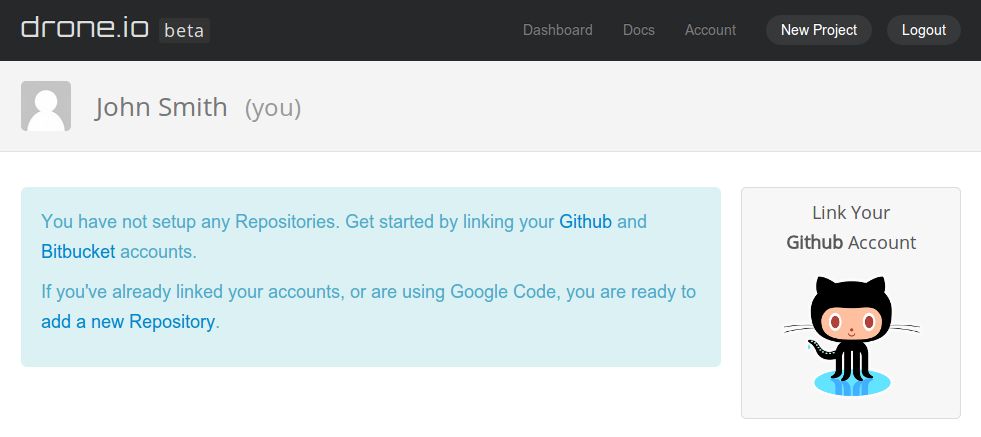 drone.io beta
Dashboard Docs Account New Project Logout
John Smith (you)
You have not setup any Repositories. Get started by linking your Github and
Bitbucket accounts.
If you've already linked your accounts, or are using Google Code, you are ready to
add a new Repository.
Link Your
Github Account